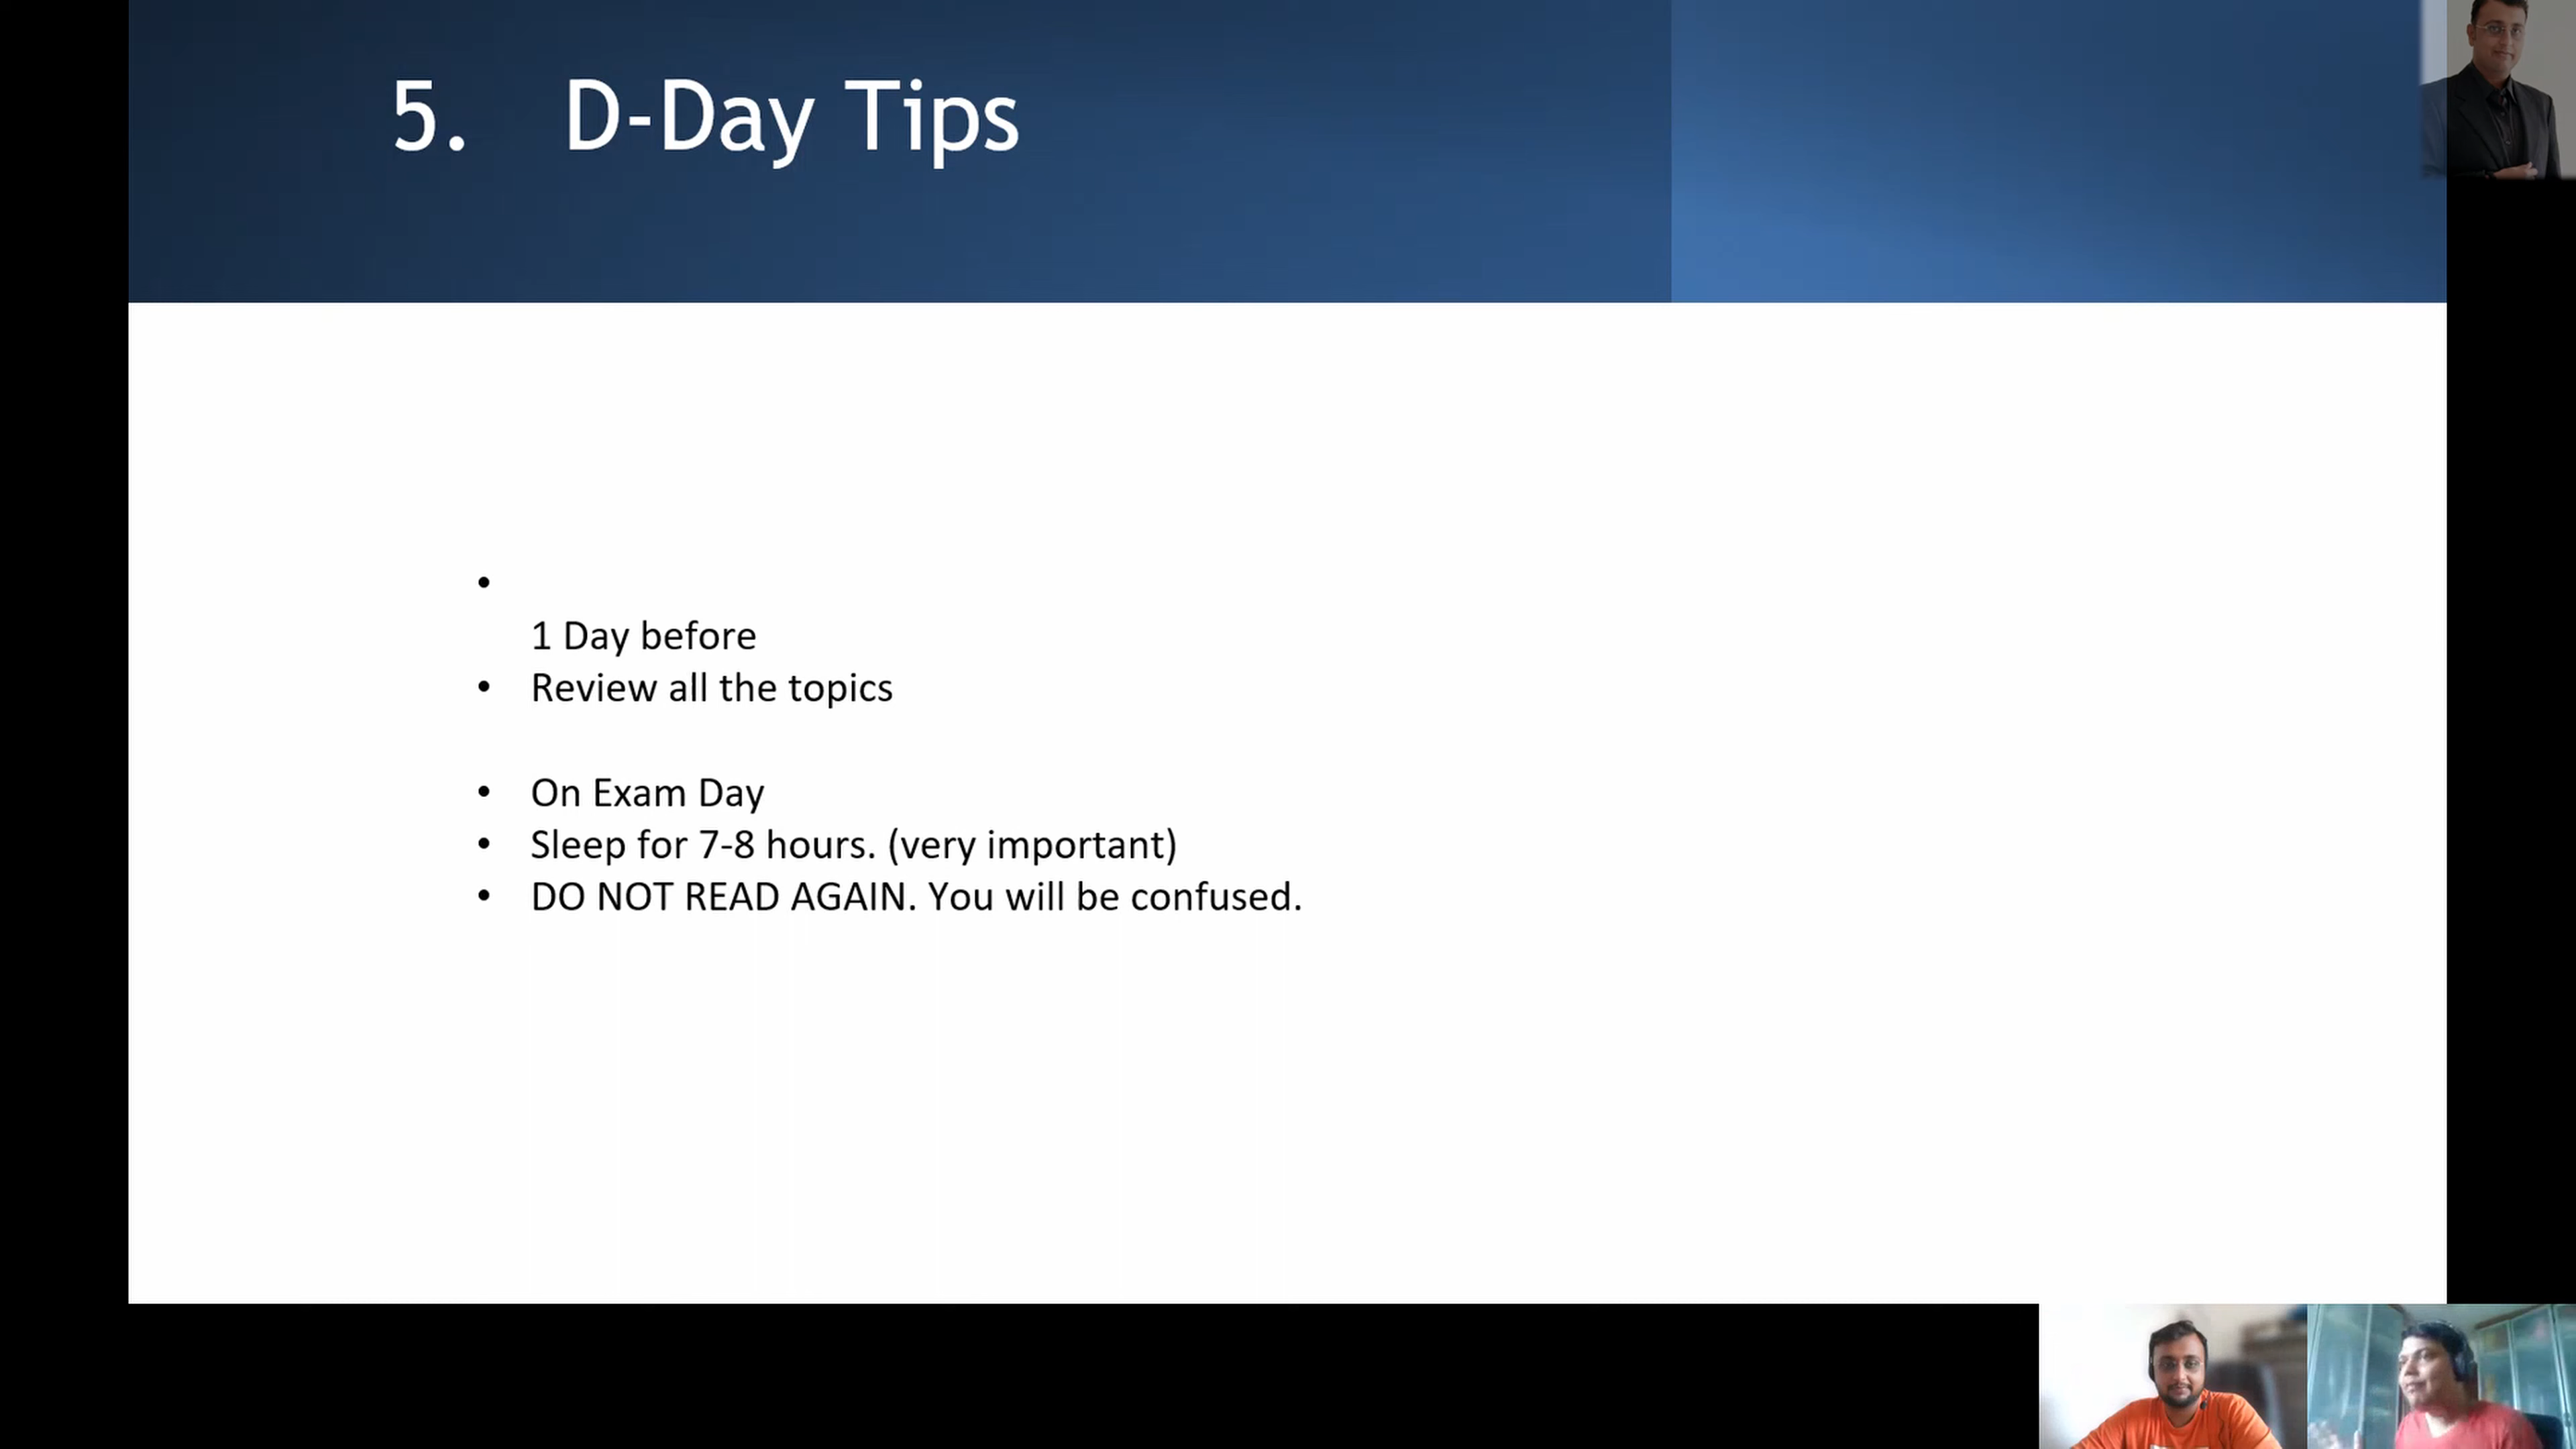 5. D-Day Tips
•
1 Day before
• Review all the topics
• On Exam Day
• Sleep for 7-8 hours. (very important)
• DO NOT READ AGAIN. You will be confused.